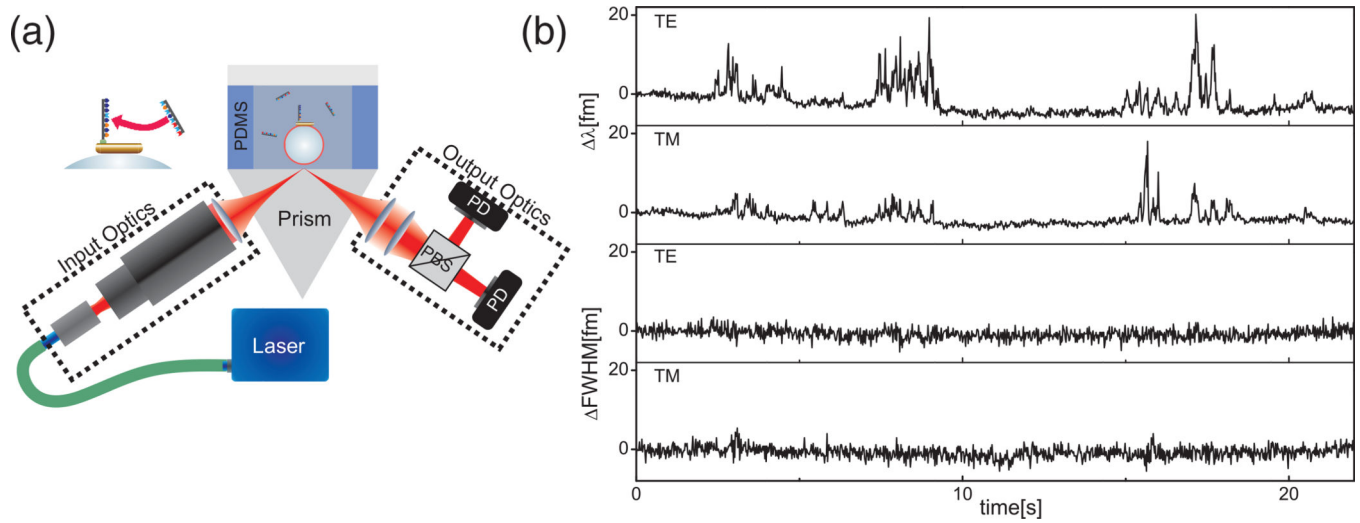 (a)
PDMS
Input Optics
Prism
Output Optics
PD
PBS
PD
Laser
(b)
Δλ[fm]
20
TE
0
20
TM
0
ΔFWHM[fm]
20
TE
0
20
TM
0
0
10
20
time[s]